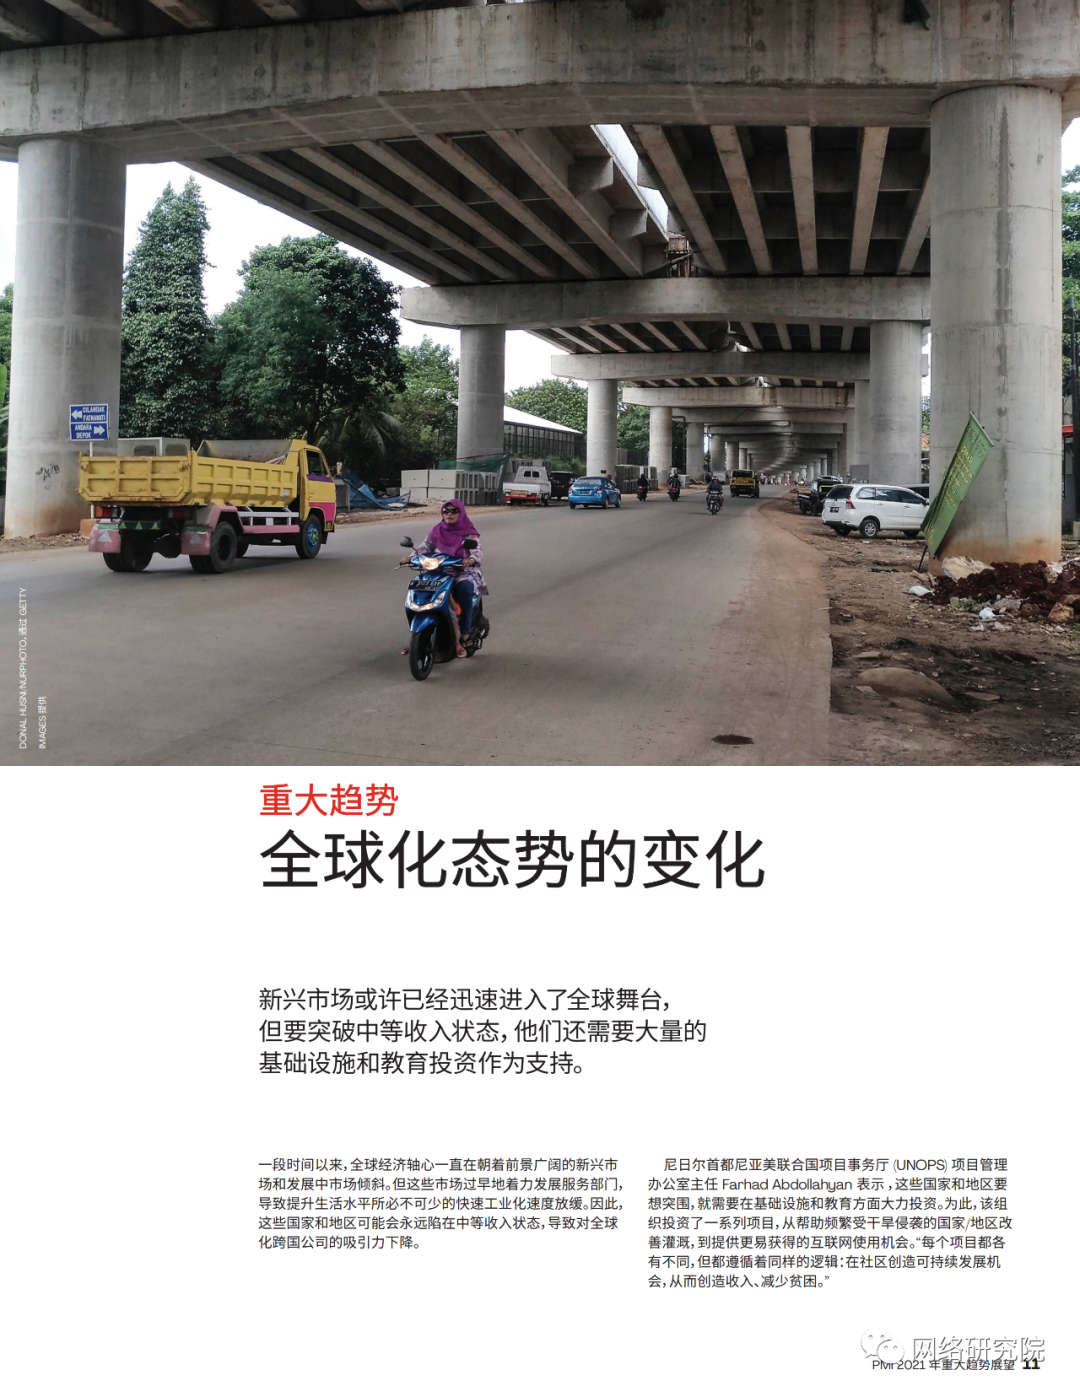 CILANDAK
FATMAWATI
ANDARA
DEPOK
DONAL HUSNI/NURPHOTO, 通过 GETTY
IMAGES 提供
重大趋势
全球化态势的变化
新兴市场或许已经迅速进入了全球舞台，
但要突破中等收入状态，他们还需要大量的
基础设施和教育投资作为支持。
一段时间以来，全球经济轴心一直在朝着前景广阔的新兴市
场和发展中市场倾斜。但这些市场过早地着力发展服务部门，
导致提升生活水平所必不可少的快速工业化速度放缓。因此，
这些国家和地区可能会永远陷在中等收入状态，导致对全球
化跨国公司的吸引力下降。
尼日尔首都尼亚美联合国项目事务厅 (UNOPS) 项目管理
办公室主任 Farhad Abdollahyan 表示，这些国家和地区要
想突围，就需要在基础设施和教育方面大力投资。为此，该
组织投资了一系列项目，从帮助频繁受干旱侵袭的国家/地区改
善灌溉，到提供更易获得的互联网使用机会。“每个项目都各
有不同，但都遵循着同样的逻辑：在社区创造可持续发展机
会，从而创造收入、减少贫困。”
网络研究院
PMI 2021 年重大趋势展望 11